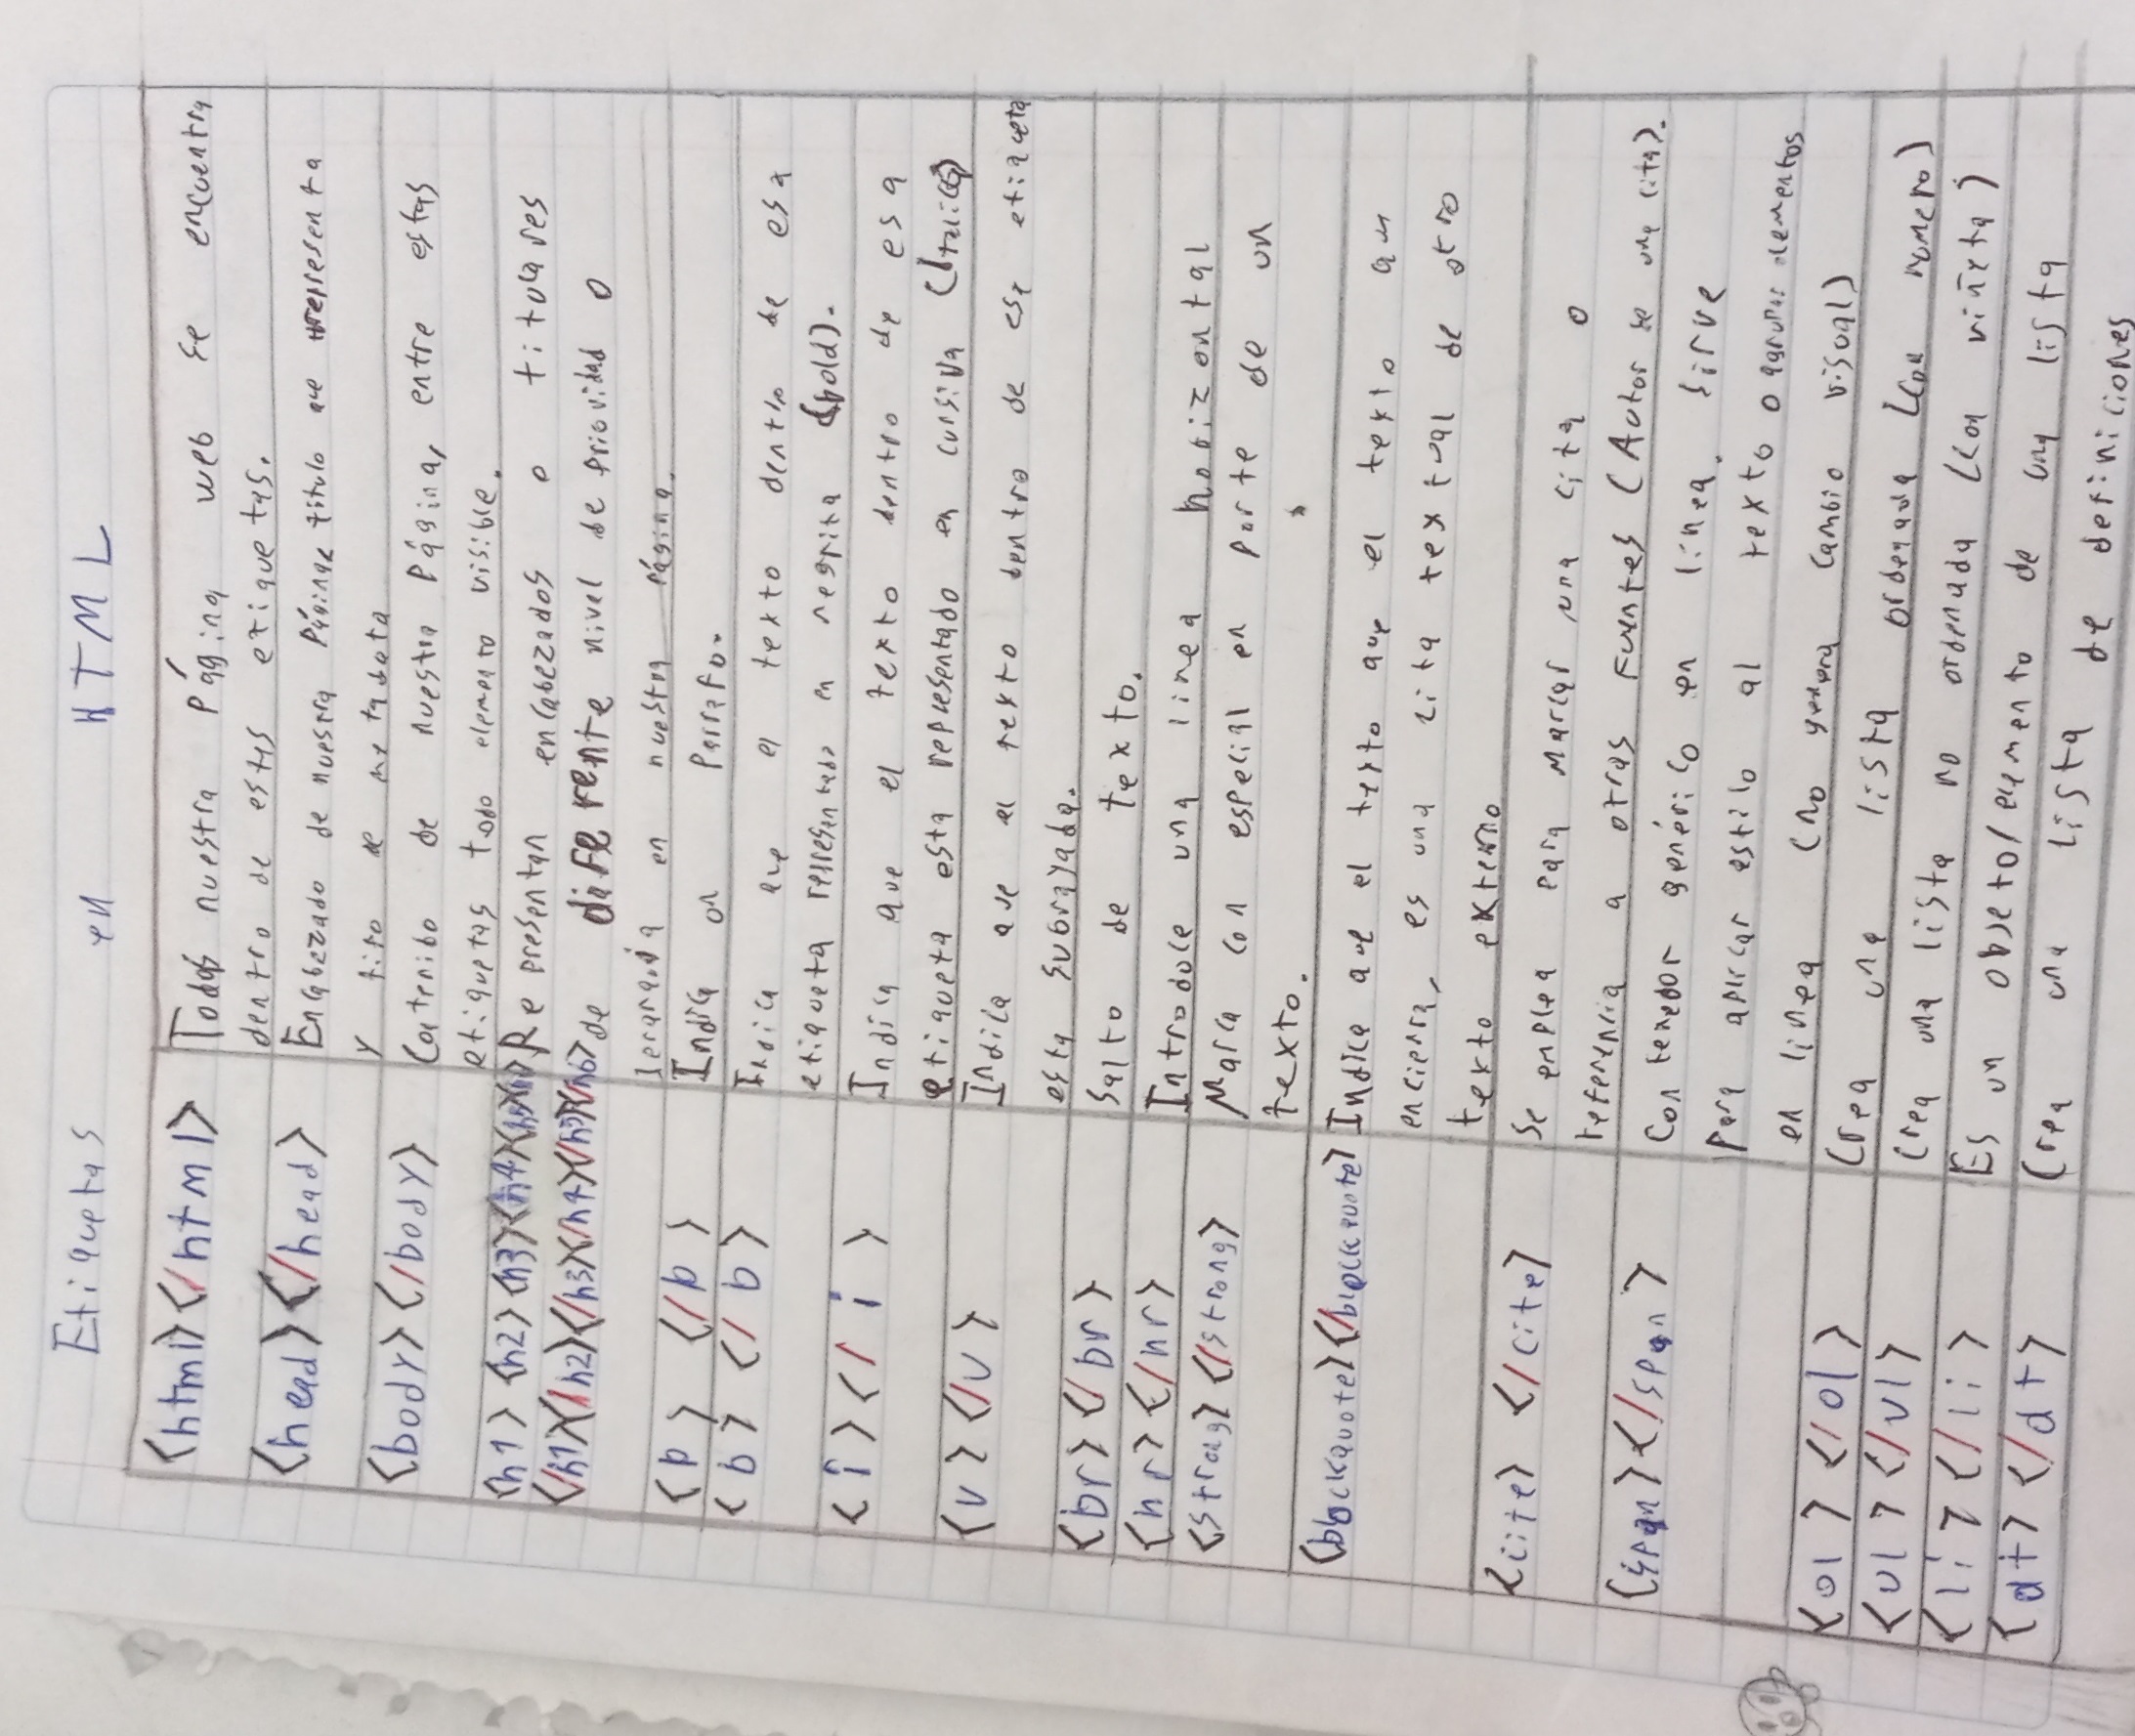 Etiquetas en HTML
<html></html> Todas nuestra Página web se encuentra
dentro de estas etiquetas.
<head></head> Encabezado de nuestra Página titulo que representa
y tipo de metadata
<body></body> Contenido de nuestra Página, entre estas
etiquetas todo elemento visible.
<h1> <h2> <h3><h4><h5><h6> Representan encabezados o titulares
</h1></h2></h3></h4></h5></h6> de diferente nivel de prioridad o
en nuestra página.
<p> </p> Indica un Parrafo.
<b> </b> Indica que el texto dentro de esa
etiqueta representado en negrita (bold).
<i></i> Indica que el texto dentro de esa
etiqueta esta representado en cursiva (Italica)
<u></u> Indica que el texto dentro de esa etiqueta
esta subrayada.
<br></br> Salto de texto.
<hr></hr> Introduce una linea horizontal
<strong></strong> Marca con especial en parte de un
texto.
<blockquote></blockquote> Indica que el texto que el texto que
encierra, es una cita textual de otro
texto externo
<cite> </cite> Se emplea para marcar una cita o
referencia a otras Fuentes (Autor de una cita).
<span></span> Contenedor genérico en linea. Sirve
para aplicar estilo al texto o agrupar elementos
en linea (no genera cambio visual)
<ol></ol> Crea una lista ordenada (con numero)
<ul></ul> Crea una lista no ordenada (con viñeta)
<li></li> Es un objeto/elemento de una lista
<dt></dt> Crea una lista de definiciones